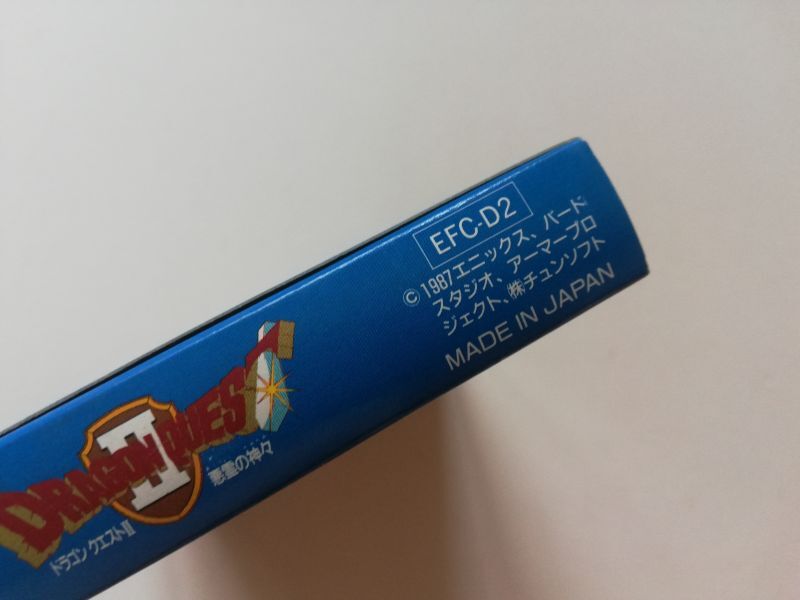 DRAGON QUEST
II
ドラゴンクエストII
悪霊の神々
EFC-D2
©1987エニックス、バード
スタジオ、アーマープロ
ジェクト、㈱チュンソフト
MADE IN JAPAN